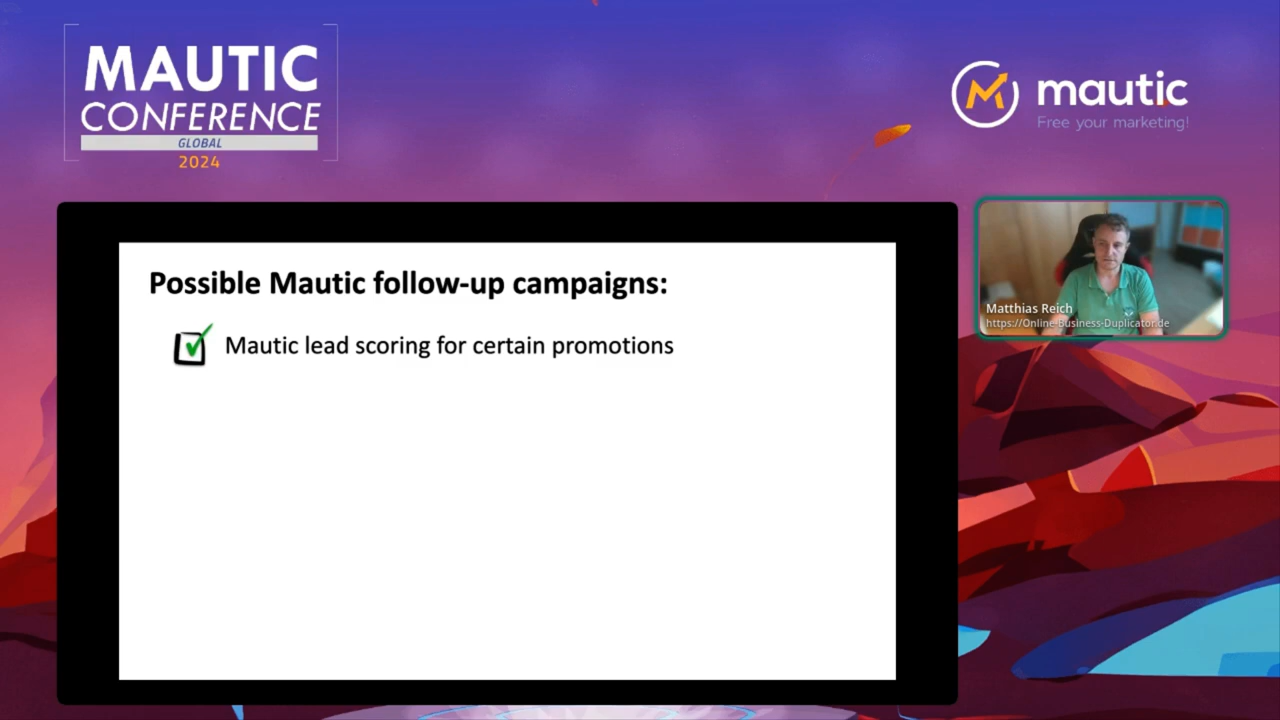 MAUTIC
CONFERENCE
GLOBAL
2024
mautic
Free your marketing!
Possible Mautic follow-up campaigns:
Mautic lead scoring for certain promotions
Matthias Reich
https://Online-Business-Duplicator.de